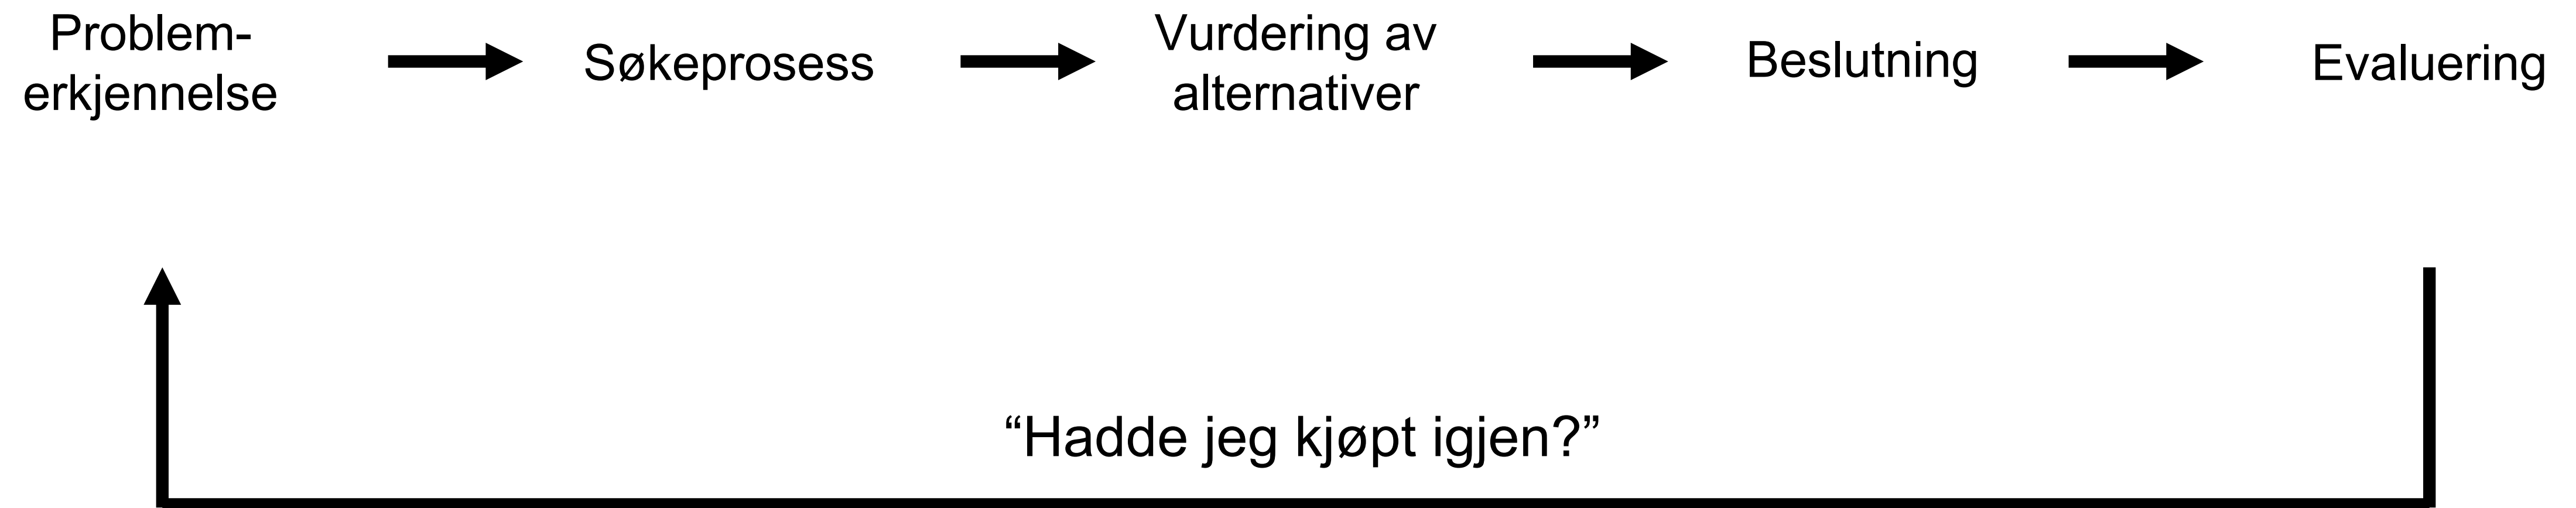 Problem-
erkjennelse
Søkeprosess
Vurdering av
alternativer
Beslutning
Evaluering
“Hadde jeg kjøpt igjen?”